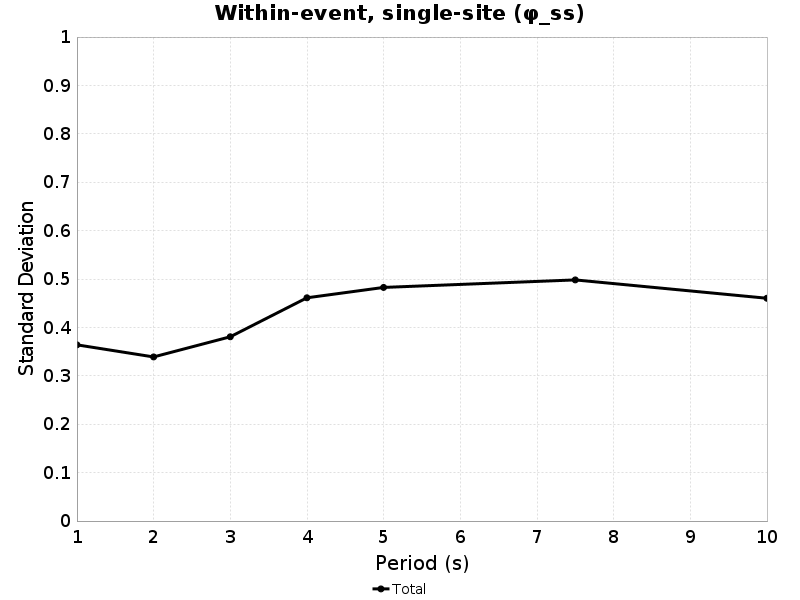 Within-event, single-site (φ_ss)
1
0.9
0.8
0.7
0.6
0.5
0.4
0.3
0.2
0.1
0
Standard Deviation
1 2 3 4 5 6 7 8 9 10
Period (s)
Total